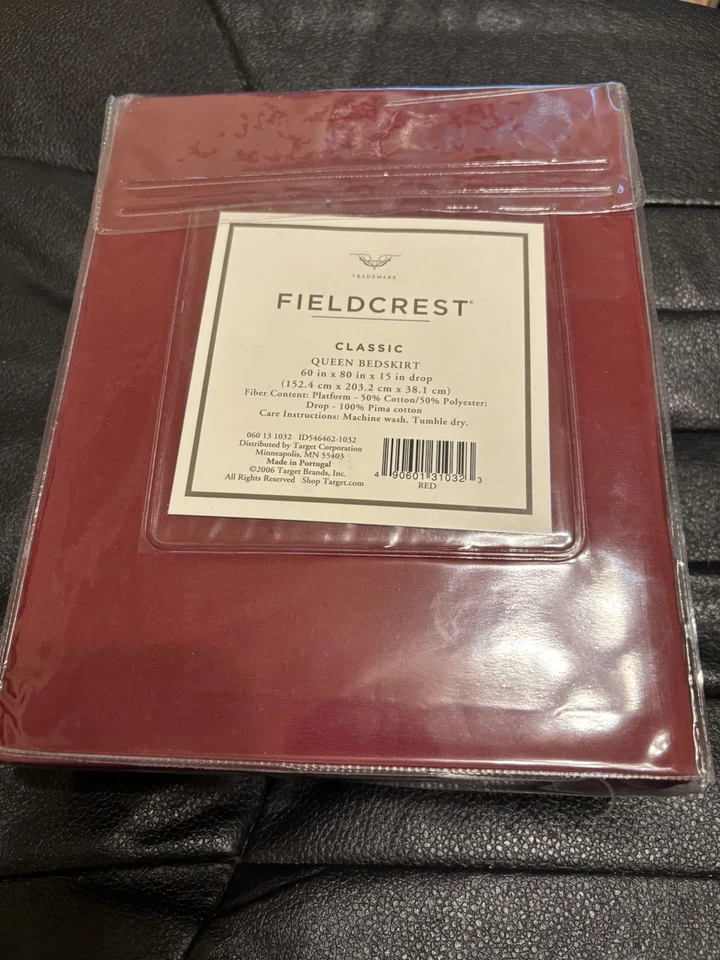 TRADEMARK
FIELDCREST®
CLASSIC
QUEEN BEDSKIRT
60 in x 80 in x 15 in drop
(152.4 cm x 203.2 cm x 38.1 cm)
Fiber Content: Platform - 50% Cotton/50% Polyester;
Drop - 100% Pima cotton
Care Instructions: Machine wash. Tumble dry.
060 13 1032 ID546462-1032
Distributed by Target Corporation
Minneapolis, MN 55403
Made in Portugal
©2006 Target Brands, Inc.
All Rights Reserved Shop Target.com
4 90601 31032 3
RED